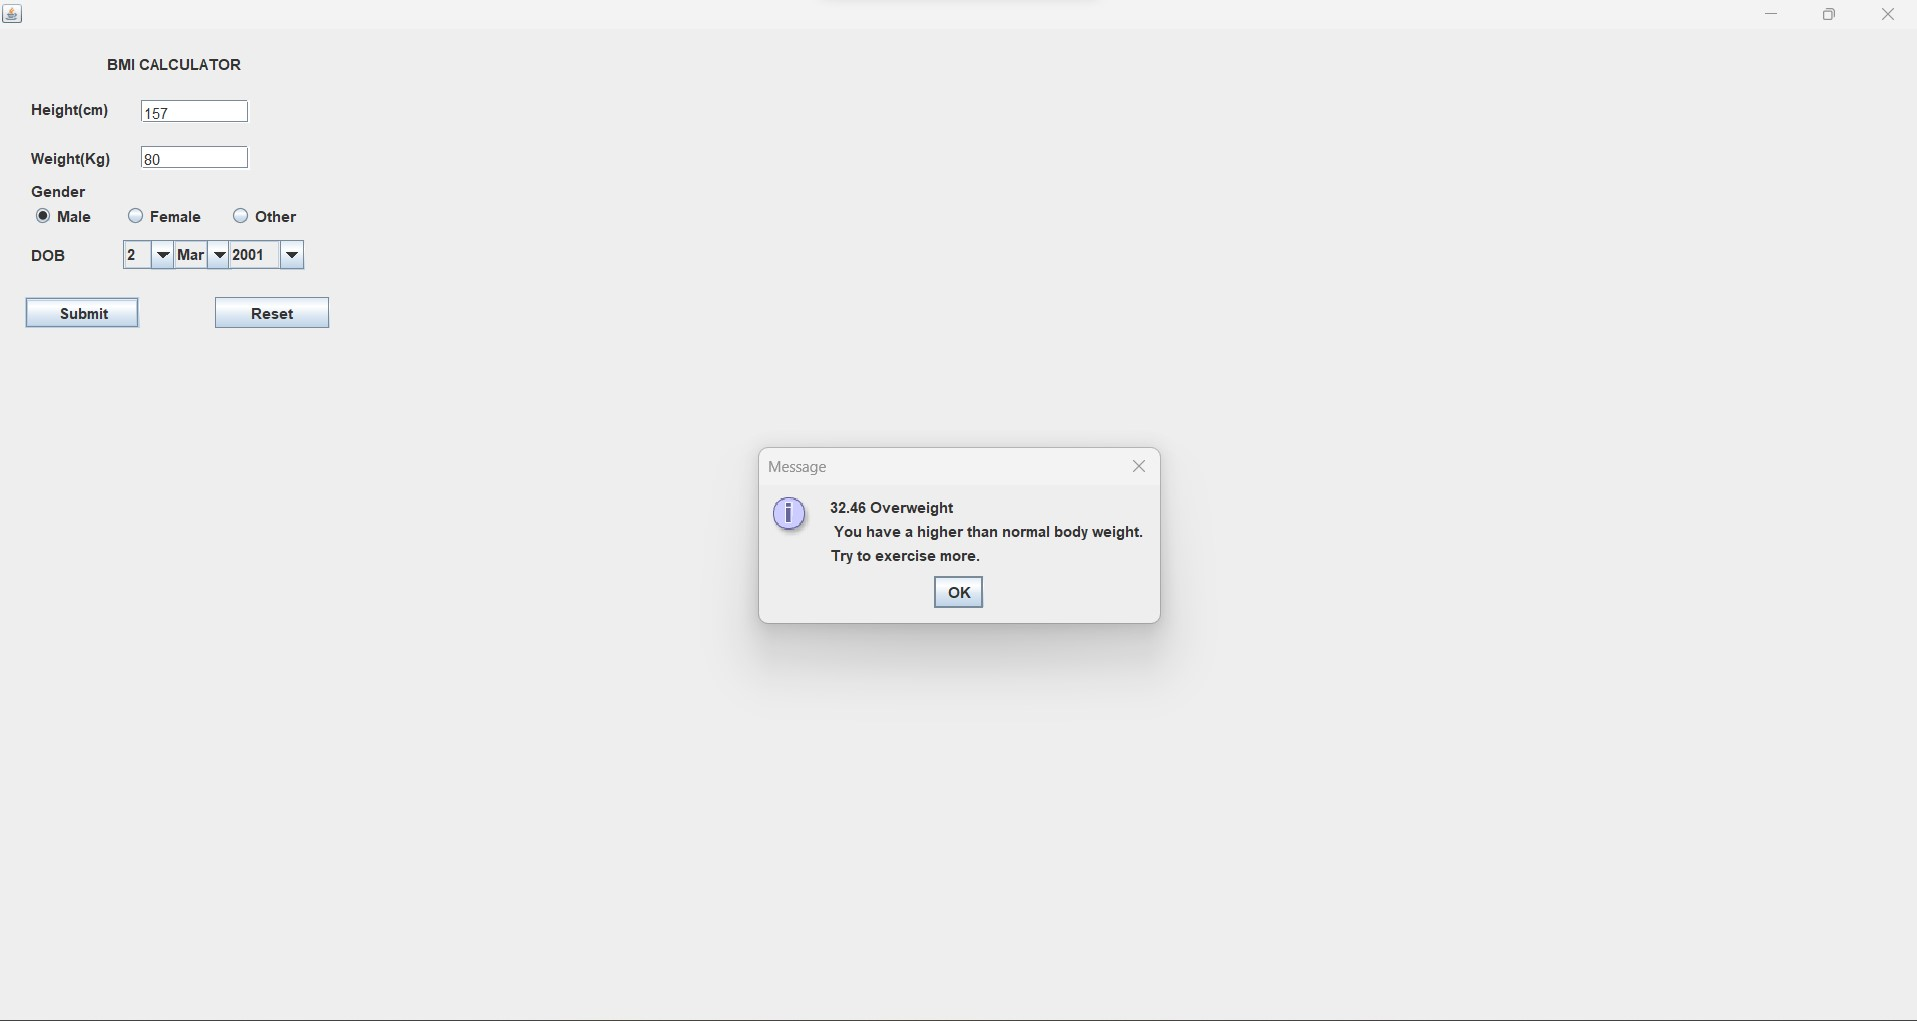 BMI CALCULATOR
Height(cm) 157
Weight(Kg) 80
Gender
Male Female Other
DOB 2 Mar 2001
Submit Reset
Message
i 32.46 Overweight
You have a higher than normal body weight.
Try to exercise more.
OK